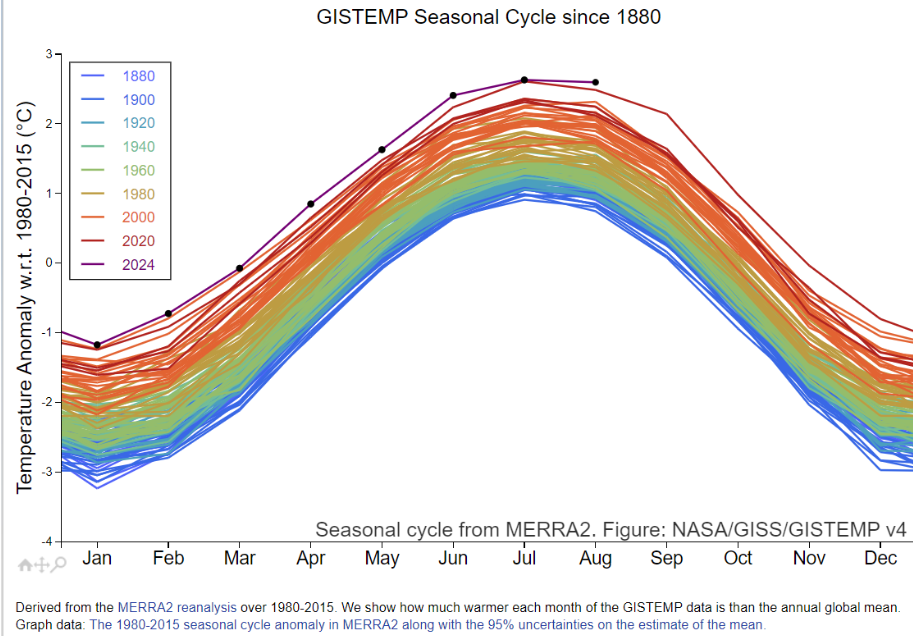 GISTEMP Seasonal Cycle since 1880
Temperature Anomaly w.r.t. 1980-2015 (°C)
3
2
1
0
-1
-2
-3
-4
1880
1900
1920
1940
1960
1980
2000
2020
2024
Seasonal cycle from MERRA2. Figure: NASA/GISS/GISTEMP v4
Jan Feb Mar Apr May Jun Jul Aug Sep Oct Nov Dec
Derived from the MERRA2 reanalysis over 1980-2015. We show how much warmer each month of the GISTEMP data is than the annual global mean.
Graph data: The 1980-2015 seasonal cycle anomaly in MERRA2 along with the 95% uncertainties on the estimate of the mean.